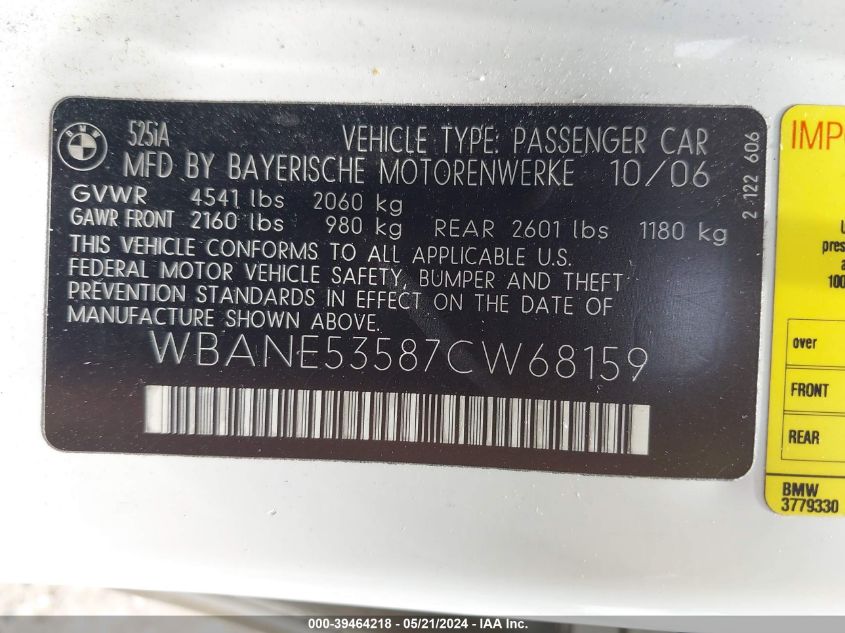 BMW
525iA VEHICLE TYPE: PASSENGER CAR
MFD BY BAYERISCHE MOTORENWERKE 10/06
GVWR 4541 lbs 2060 kg
GAWR FRONT 2160 lbs 980 kg REAR 2601 lbs 1180 kg
THIS VEHICLE CONFORMS TO ALL APPLICABLE U.S.
FEDERAL MOTOR VEHICLE SAFETY, BUMPER AND THEFT
PREVENTION STANDARDS IN EFFECT ON THE DATE OF
MANUFACTURE SHOWN ABOVE.
WBANE53587CW68159
2 122 606
over
FRONT
REAR
BMW
3779330
000-39464218 - 05/21/2024 - IAAI.COM